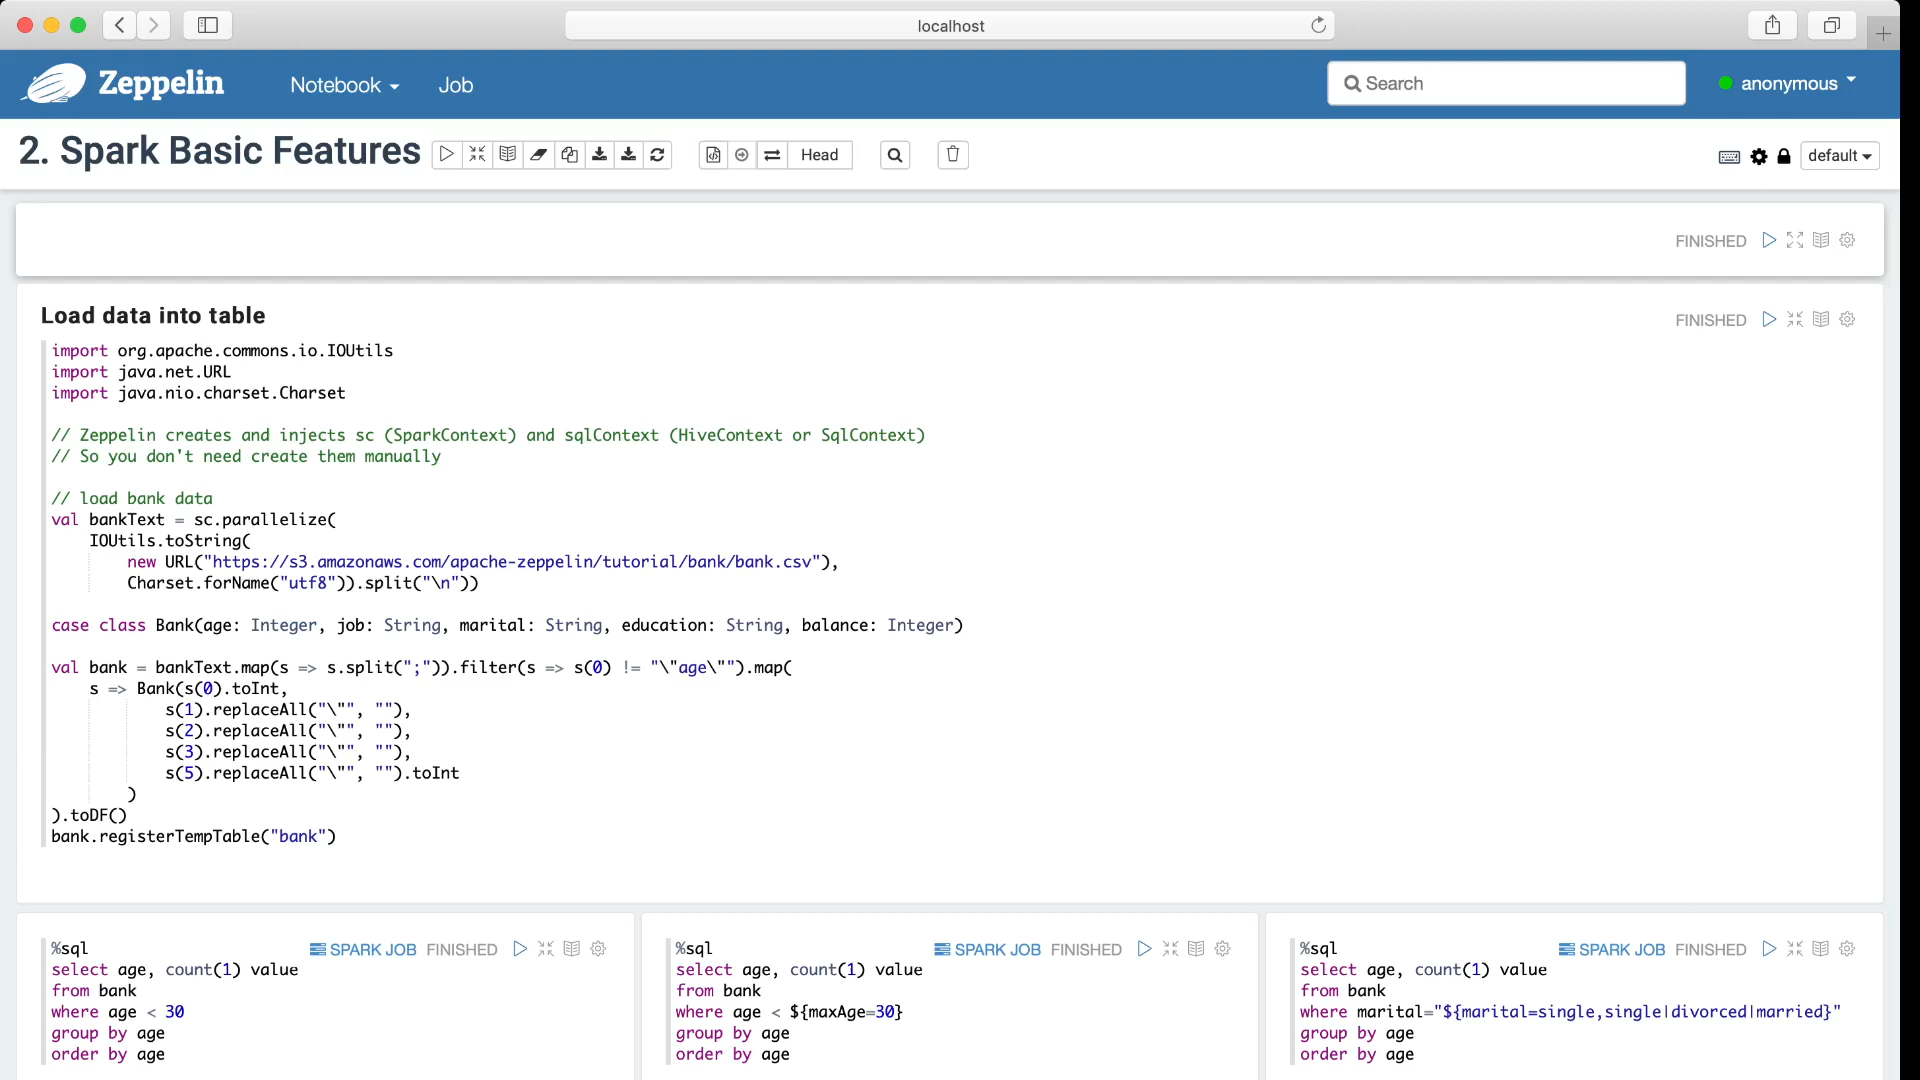 localhost
Zeppelin Notebook Job Search anonymous
2. Spark Basic Features Head default
FINISHED
Load data into table FINISHED
import org.apache.commons.io.IOUtils
import java.net.URL
import java.nio.charset.Charset
// Zeppelin creates and injects sc (SparkContext) and sqlContext (HiveContext or SqlContext)
// So you don't need create them manually
// load bank data
val bankText = sc.parallelize(
    IOUtils.toString(
        new URL("https://s3.amazonaws.com/apache-zeppelin/tutorial/bank/bank.csv"),
        Charset.forName("utf8")).split("\n"))
case class Bank(age: Integer, job: String, marital: String, education: String, balance: Integer)
val bank = bankText.map(s => s.split(";")).filter(s => s(0) != "\"age\"").map(
    s => Bank(s(0).toInt,
            s(1).replaceAll("\"", ""),
            s(2).replaceAll("\"", ""),
            s(3).replaceAll("\"", ""),
            s(5).replaceAll("\"", "").toInt
        )
).toDF()
bank.registerTempTable("bank")
%sql SPARK JOB FINISHED
select age, count(1) value
from bank
where age < 30
group by age
order by age
%sql SPARK JOB FINISHED
select age, count(1) value
from bank
where age < ${maxAge=30}
group by age
order by age
%sql SPARK JOB FINISHED
select age, count(1) value
from bank
where marital="${marital=single,single|divorced|married}"
group by age
order by age